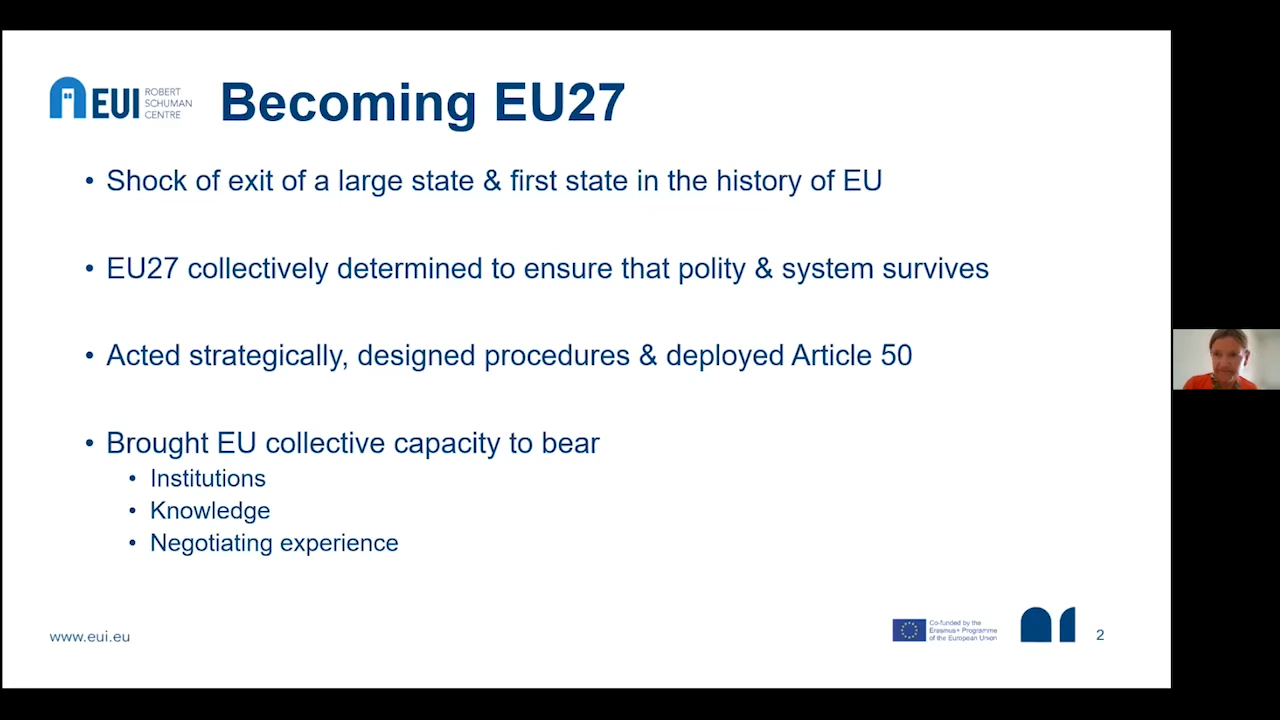 EUI
ROBERT
SCHUMAN
CENTRE
Becoming EU27
• Shock of exit of a large state & first state in the history of EU
• EU27 collectively determined to ensure that polity & system survives
• Acted strategically, designed procedures & deployed Article 50
• Brought EU collective capacity to bear
• Institutions
• Knowledge
• Negotiating experience
www.eui.eu
Co-funded by the
Erasmus+ Programme
of the European Union
2